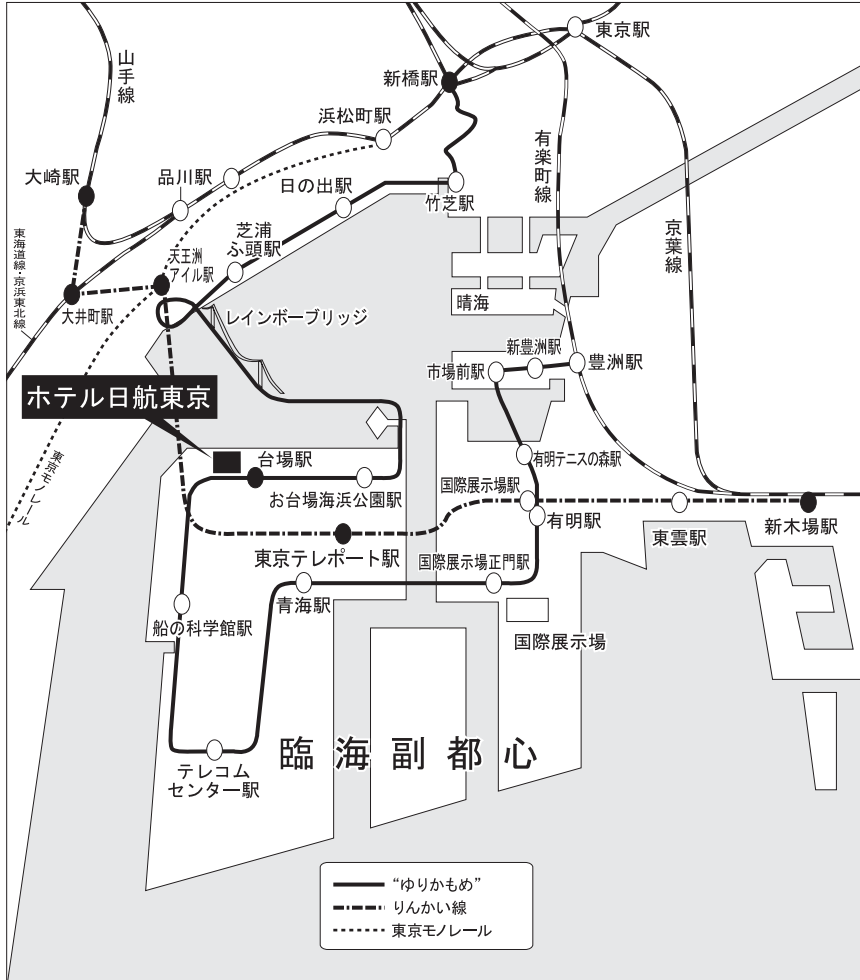 東京駅
新橋駅
山手線
浜松町駅
有楽町線
大崎駅
品川駅
日の出駅
竹芝駅
京葉線
芝浦
ふ頭駅
東海道線・京浜東北線
天王洲
アイル駅
大井町駅
レインボーブリッジ
晴海
新豊洲駅
市場前駅
豊洲駅
ホテル日航東京
東京モノレール
台場駅
有明テニスの森駅
お台場海浜公園駅
国際展示場駅
有明駅
新木場駅
東雲駅
東京テレポート駅
国際展示場正門駅
青海駅
船の科学館駅
国際展示場
臨海副都心
テレコム
センター駅
“ゆりかもめ”
りんかい線
東京モノレール